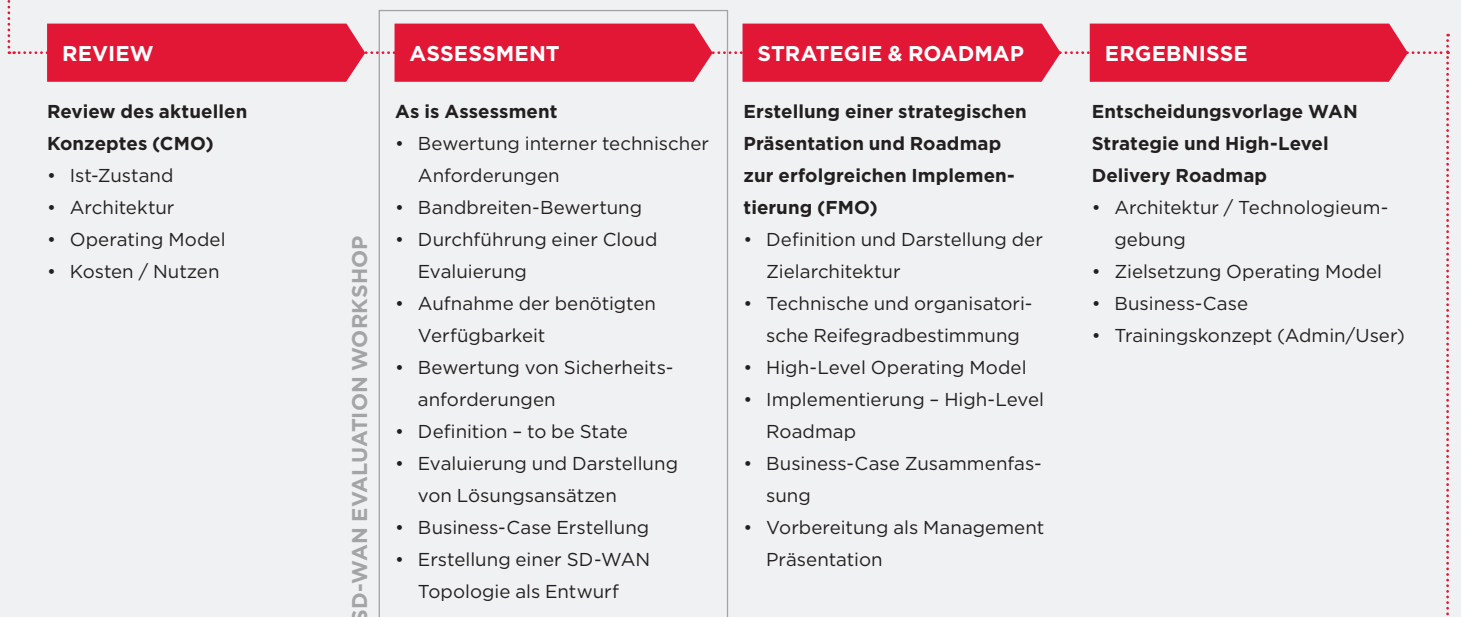 REVIEW
Review des aktuellen
Konzeptes (CMO)
• Ist-Zustand
• Architektur
• Operating Model
• Kosten / Nutzen
SD-WAN EVALUATION WORKSHOP
ASSESSMENT
As is Assessment
• Bewertung interner technischer
Anforderungen
• Bandbreiten-Bewertung
• Durchführung einer Cloud
Evaluierung
• Aufnahme der benötigten
Verfügbarkeit
• Bewertung von Sicherheits-
anforderungen
• Definition – to be State
• Evaluierung und Darstellung
von Lösungsansätzen
• Business-Case Erstellung
• Erstellung einer SD-WAN
Topologie als Entwurf
STRATEGIE & ROADMAP
Erstellung einer strategischen
Präsentation und Roadmap
zur erfolgreichen Implemen-
tierung (FMO)
• Definition und Darstellung der
Zielarchitektur
• Technische und organisatori-
sche Reifegradbestimmung
• High-Level Operating Model
• Implementierung – High-Level
Roadmap
• Business-Case Zusammenfas-
sung
• Vorbereitung als Management
Präsentation
ERGEBNISSE
Entscheidungsvorlage WAN
Strategie und High-Level
Delivery Roadmap
• Architektur / Technologieum-
gebung
• Zielsetzung Operating Model
• Business-Case
• Trainingskonzept (Admin/User)